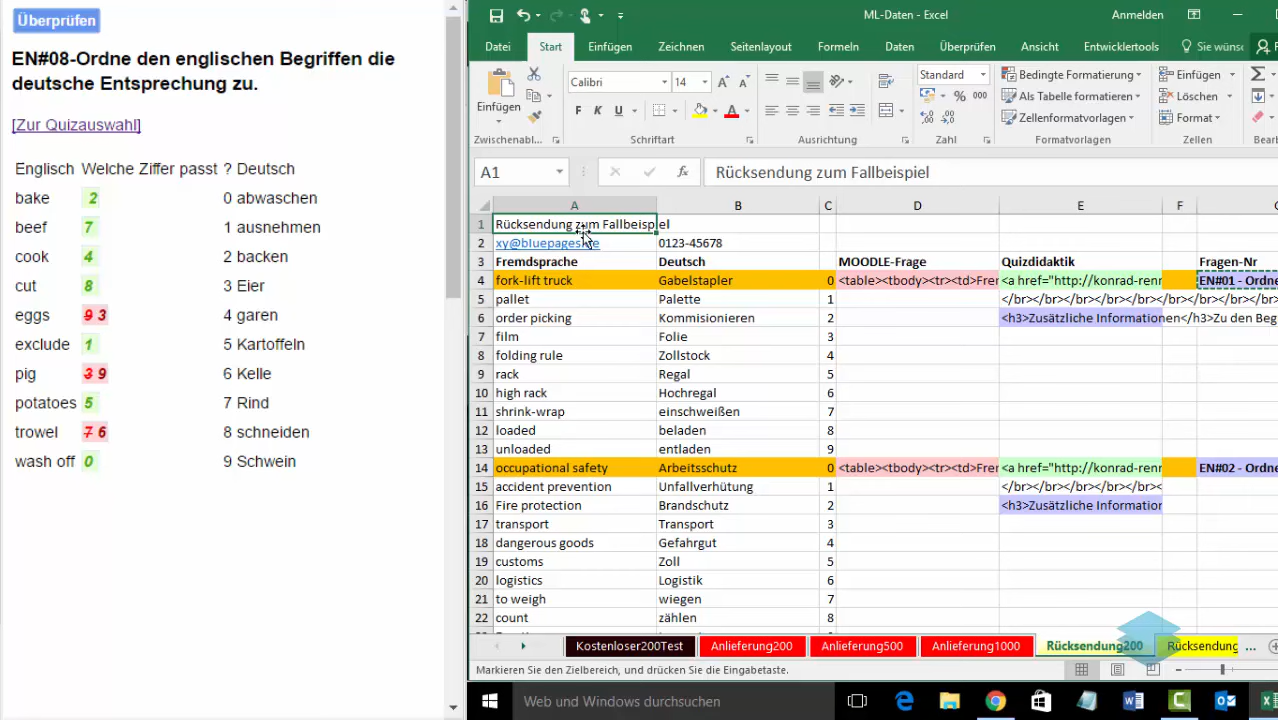 Überprüfen
EN#08-Ordne den englischen Begriffen die
deutsche Entsprechung zu.
[Zur Quizauswahl]
Englisch Welche Ziffer passt ? Deutsch
bake 2 0 abwaschen
beef 7 1 ausnehmen
cook 4 2 backen
cut 8 3 Eier
eggs 9 3 4 garen
exclude 1 5 Kartoffeln
pig 3 9 6 Kelle
potatoes 5 7 Rind
trowel 7 6 8 schneiden
wash off 0 9 Schwein
ML-Daten - Excel Anmelden
Datei Start Einfügen Zeichnen Seitenlayout Formeln Daten Überprüfen Ansicht Entwicklertools Sie wünsc
Calibri 14 Standard Bedingte Formatierung Einfügen
Einfügen F K U % 000 Als Tabelle formatieren Löschen
Zellenformatvorlagen Format
Zwischenablage Schriftart Ausrichtung Zahl Formatvorlagen Zellen Bearb
A1 fx Rücksendung zum Fallbeispiel
A B C D E F
1 Rücksendung zum Fallbeispiel
2 0123-45678
3 Fremdsprache Deutsch MOODLE-Frage Quizdidaktik Fragen-Nr
4 fork-lift truck Gabelstapler 0 <table><tbody><tr><td>Fren <a href="http://konrad-renr EN#01 - Ordne
5 pallet Palette 1 </br></br></br></br></br></br></br></br></br></br>
6 order picking Kommisionieren 2 <h3>Zusätzliche Informationen</h3>Zu den Beg
7 film Folie 3
8 folding rule Zollstock 4
9 rack Regal 5
10 high rack Hochregal 6
11 shrink-wrap einschweißen 7
12 loaded beladen 8
13 unloaded entladen 9
14 occupational safety Arbeitsschutz 0 <table><tbody><tr><td>Fren <a href="http://konrad-renr EN#02 - Ordne
15 accident prevention Unfallverhütung 1 </br></br></br></br></br><
16 Fire protection Brandschutz 2 <h3>Zusätzliche Information
17 transport Transport 3
18 dangerous goods Gefahrgut 4
19 customs Zoll 5
20 logistics Logistik 6
21 to weigh wiegen 7
22 count zählen 8
Kostenloser200Test Anlieferung200 Anlieferung500 Anlieferung1000 Rücksendung200 Rücksendung ...
Markieren Sie den Zielbereich, und drücken Sie die Eingabetaste.
Web und Windows durchsuchen